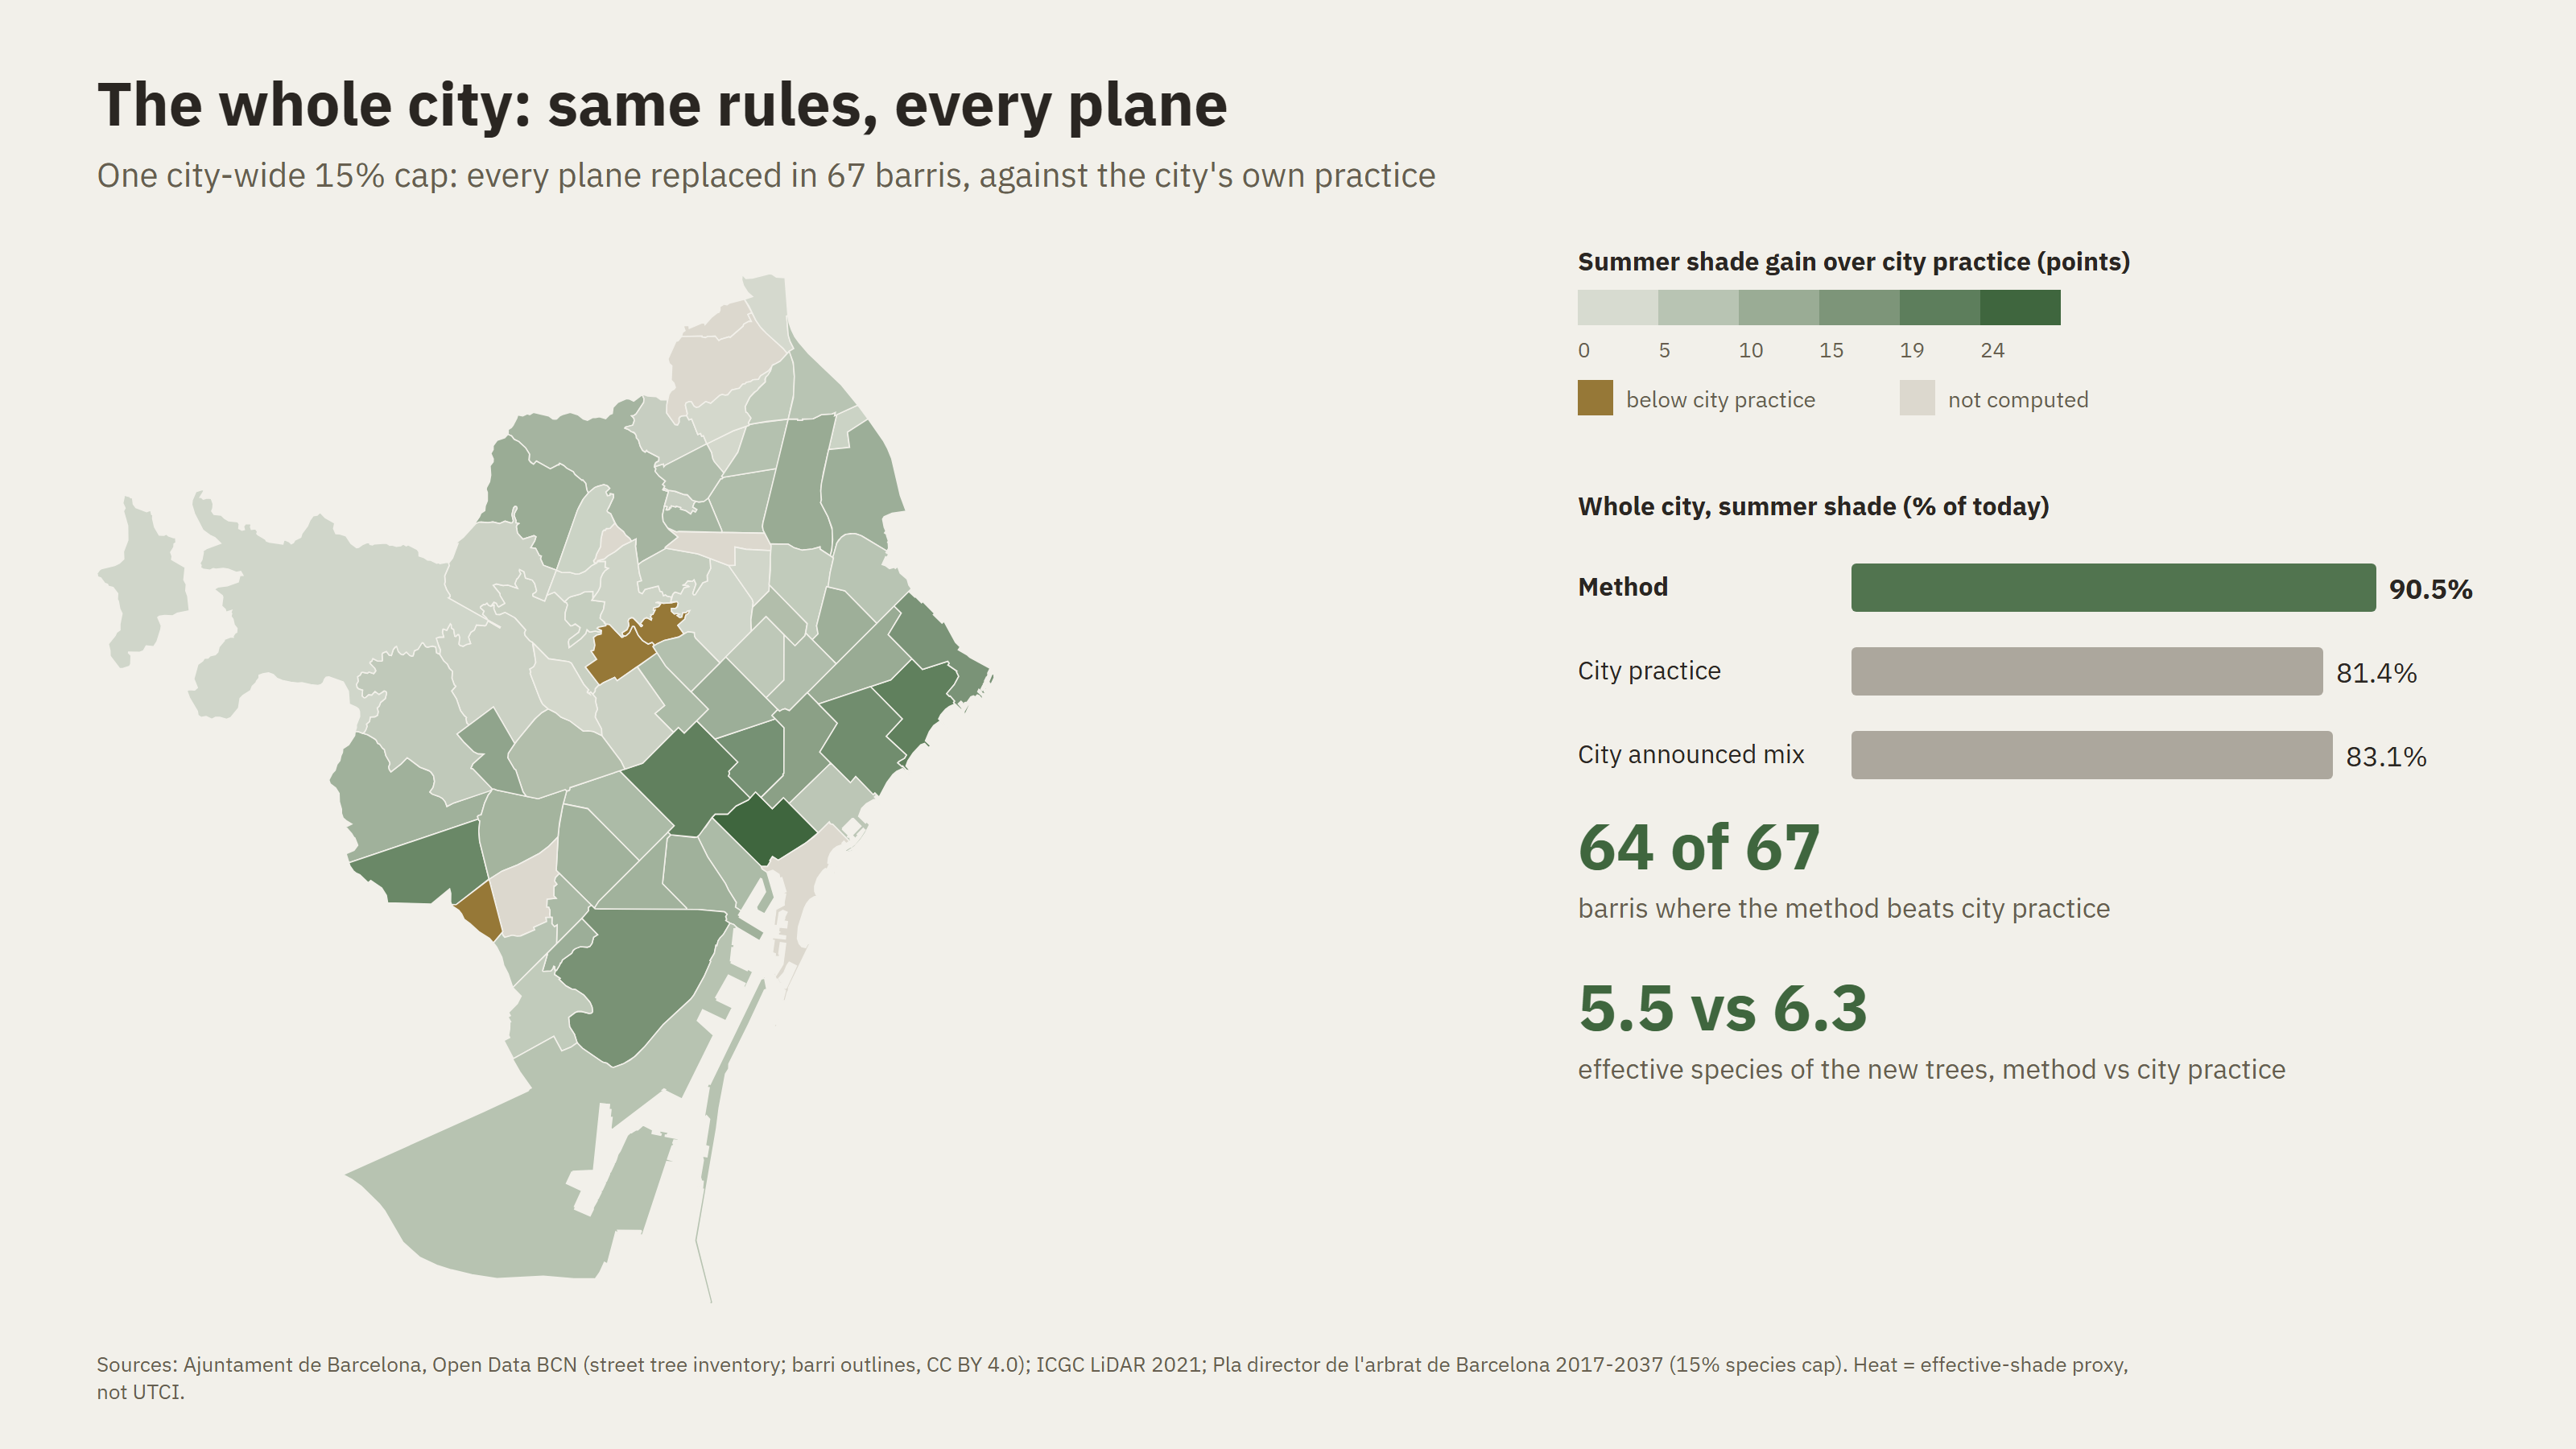 The whole city: same rules, every plane
One city-wide 15% cap: every plane replaced in 67 barris, against the city's own practice
Summer shade gain over city practice (points)
0 5 10 15 19 24
below city practice not computed
Whole city, summer shade (% of today)
Method 90.5%
City practice 81.4%
City announced mix 83.1%
64 of 67
barris where the method beats city practice
5.5 vs 6.3
effective species of the new trees, method vs city practice
Sources: Ajuntament de Barcelona, Open Data BCN (street tree inventory; barri outlines, CC BY 4.0); ICGC LiDAR 2021; Pla director de l'arbrat de Barcelona 2017-2037 (15% species cap). Heat = effective-shade proxy,
not UTCI.